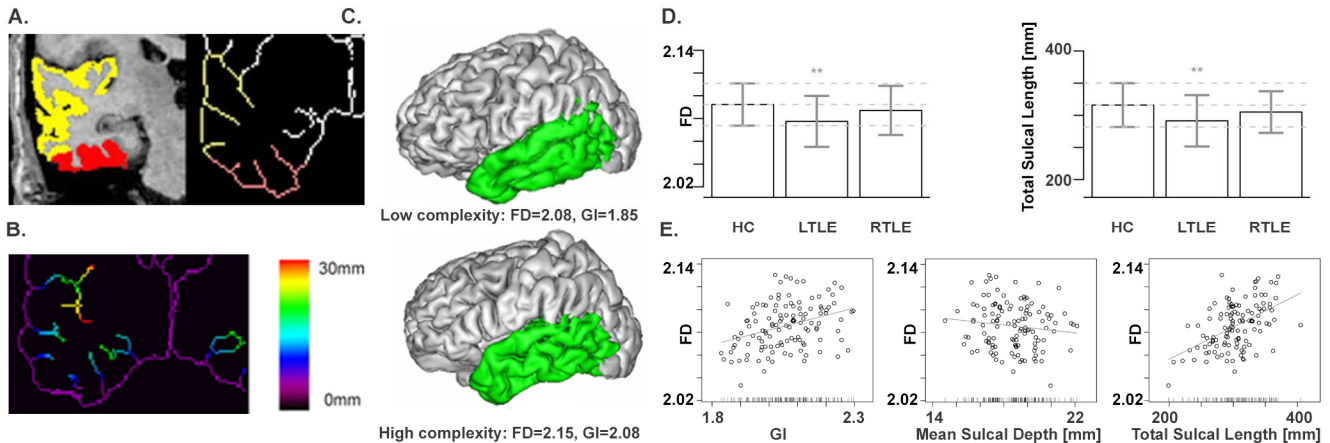 A.
C.
Low complexity: FD=2.08, GI=1.85
B.
30mm
0mm
High complexity: FD=2.15, GI=2.08
D.
2.14
FD
2.02
**
HC
LTLE
RTLE
400
Total Sulcal Length [mm]
200
**
HC
LTLE
RTLE
E.
2.14
FD
2.02
1.8
2.3
GI
2.14
FD
2.02
14
22
Mean Sulcal Depth [mm]
2.14
FD
2.02
200
400
Total Sulcal Length [mm]